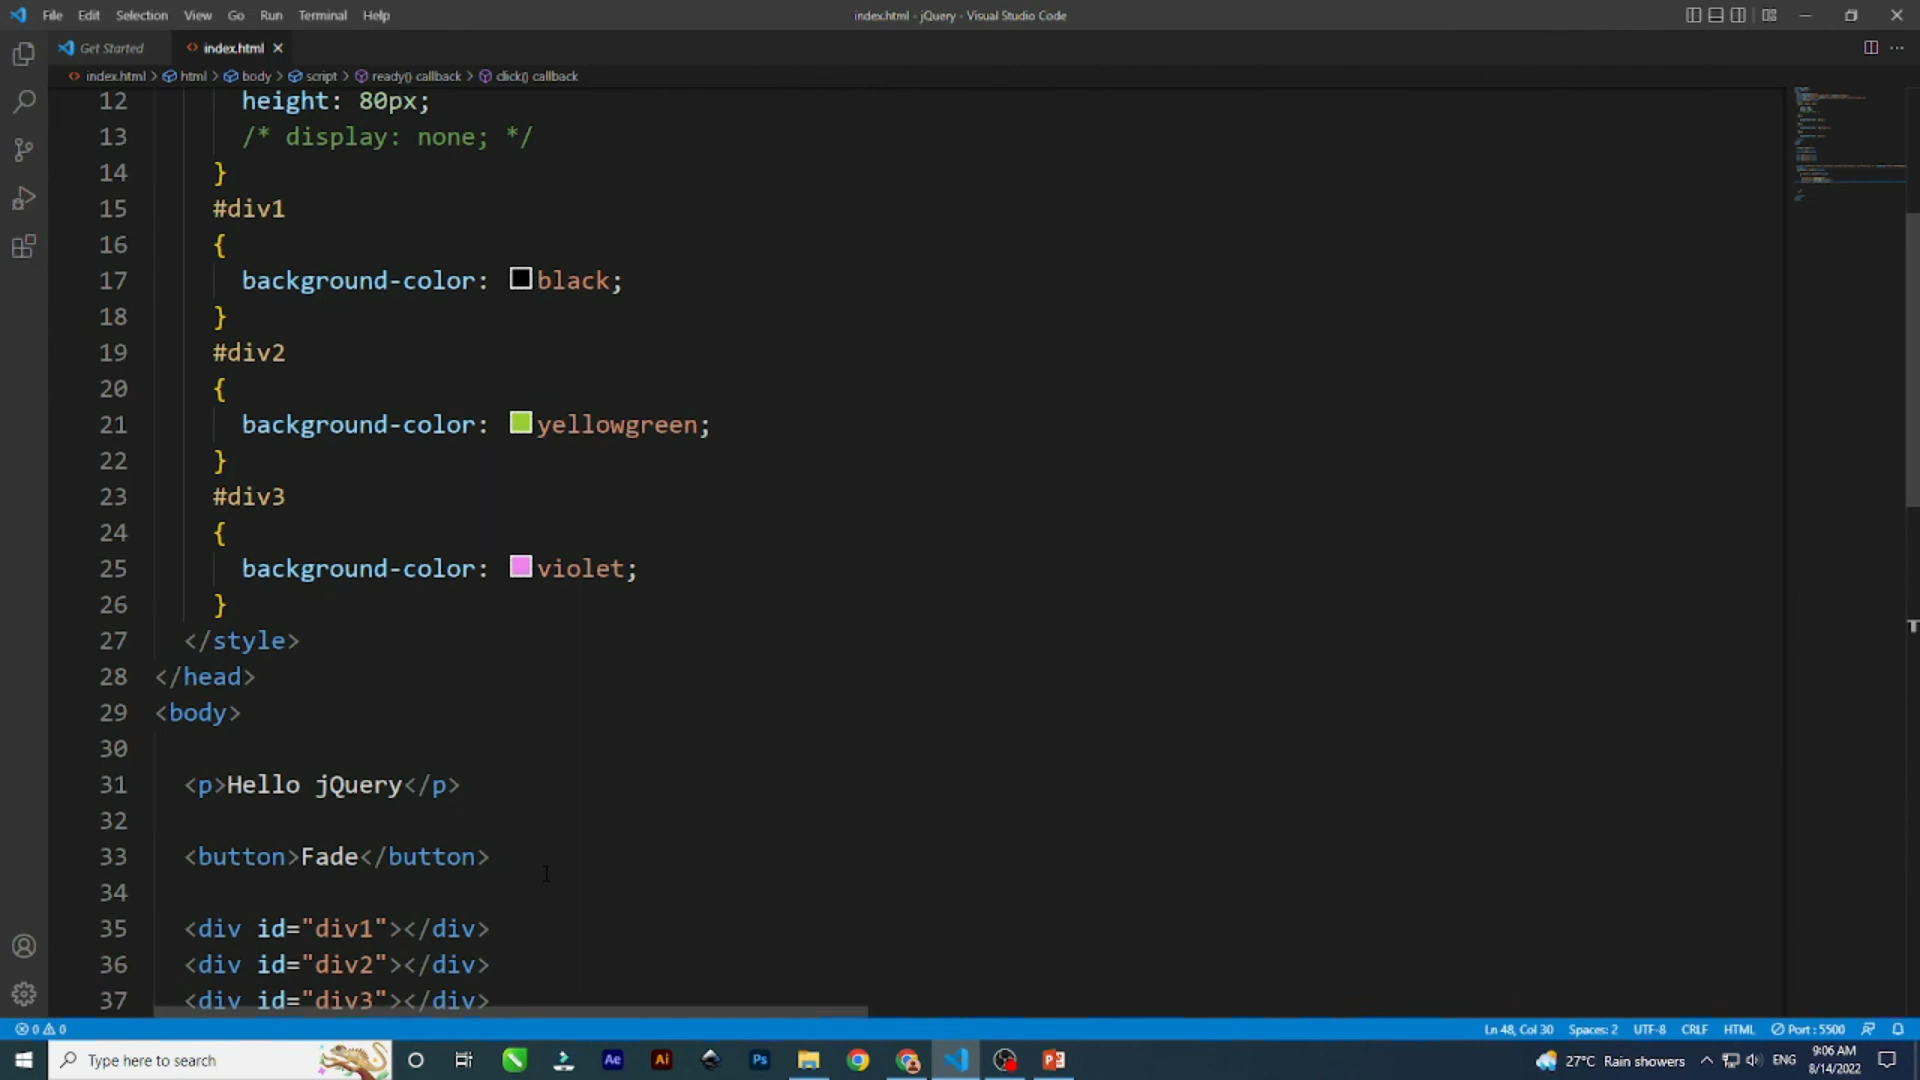 File Edit Selection View Go Run Terminal Help
index.html - jQuery - Visual Studio Code
Get Started index.html
index.html > html > body > script > ready() callback > click() callback
12 height: 80px;
13 /* display: none; */
14 }
15 #div1
16 {
17 background-color: black;
18 }
19 #div2
20 {
21 background-color: yellowgreen;
22 }
23 #div3
24 {
25 background-color: violet;
26 }
27 </style>
28 </head>
29 <body>
30
31 <p>Hello jQuery</p>
32
33 <button>Fade</button>
34
35 <div id="div1"></div>
36 <div id="div2"></div>
37 <div id="div3"></div>
0 0
Ln 48, Col 30 Spaces: 2 UTF-8 CRLF HTML Port : 5500
Type here to search
Ae Ai Ps
27°C Rain showers ENG
9:06 AM
8/14/2022